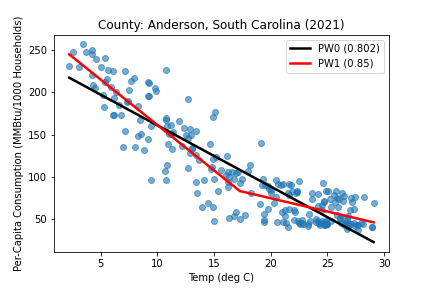 County: Anderson, South Carolina (2021)
Per-Capita Consumption (MMBtu/1000 Households)
250
200
150
100
50
PW0 (0.802)
PW1 (0.85)
5 10 15 20 25 30
Temp (deg C)